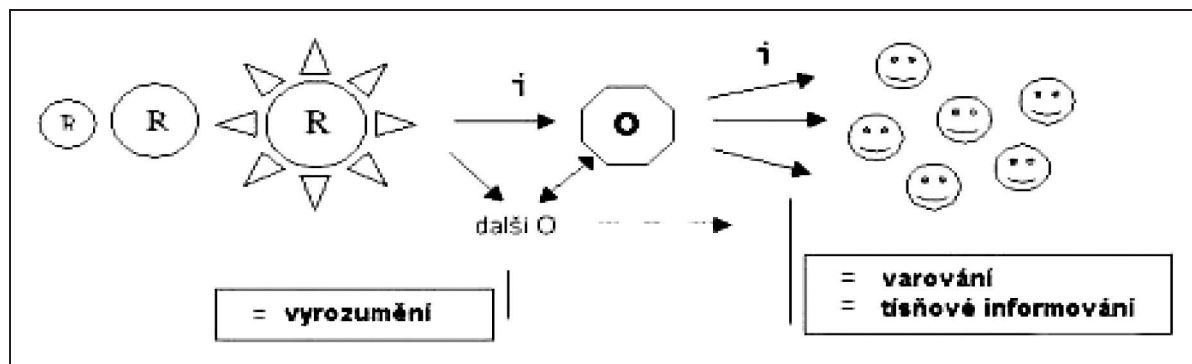 i
i
R
R
R
O
další O
= vyrozumění
= varování
= tísňové informování